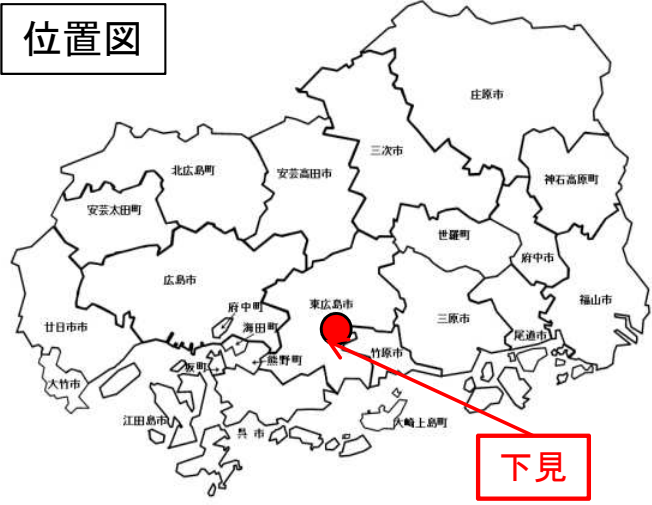 位置図
庄原市
三次市
北広島町
安芸高田市
神石高原町
安芸太田町
世羅町
府中市
広島市
東広島市
福山市
府中町
三原市
海田町
廿日市市
尾道市
竹原市
熊野町
坂町
大竹市
江田島市
大崎上島町
呉市
下見